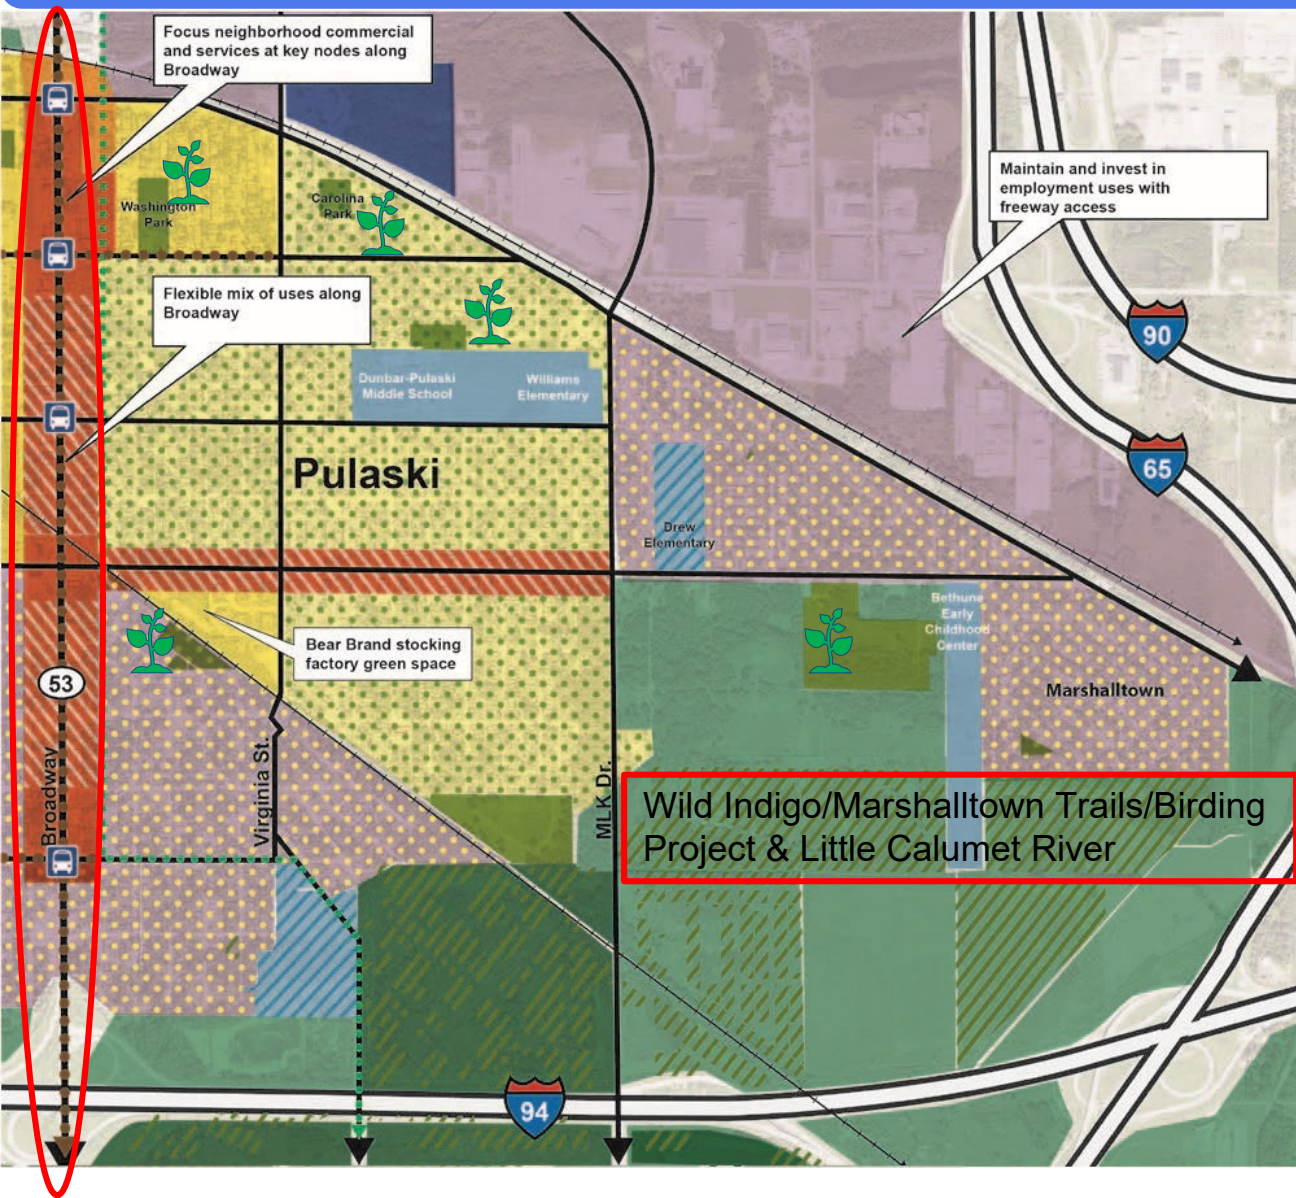 Focus neighborhood commercial
and services at key nodes along
Broadway
Maintain and invest in
employment uses with
freeway access
Washington
Park
Carolina
Park
Flexible mix of uses along
Broadway
90
Dunbar-Pulaski
Middle School
Williams
Elementary
65
Pulaski
Drew
Elementary
Bethune
Early
Childhood
Center
Bear Brand stocking
factory green space
53
Marshalltown
Broadway
Virginia St.
MLK Dr.
Wild Indigo/Marshalltown Trails/Birding
Project & Little Calumet River
94